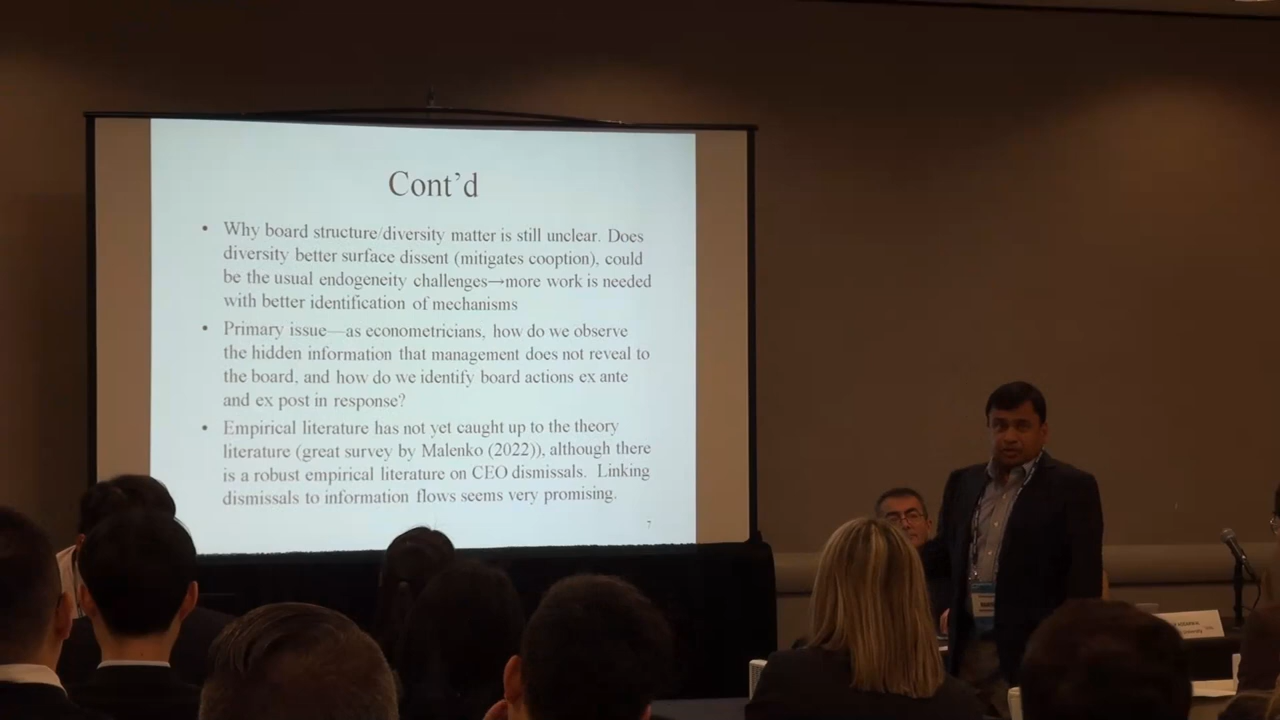 Cont'd
• Why board structure/diversity matter is still unclear. Does
diversity better surface dissent (mitigates cooption), could
be the usual endogeneity challenges→more work is needed
with better identification of mechanisms
• Primary issue—as econometricians, how do we observe
the hidden information that management does not reveal to
the board, and how do we identify board actions ex ante
and ex post in response?
• Empirical literature has not yet caught up to the theory
literature (great survey by Malenko (2022)), although there
is a robust empirical literature on CEO dismissals. Linking
dismissals to information flows seems very promising.
7